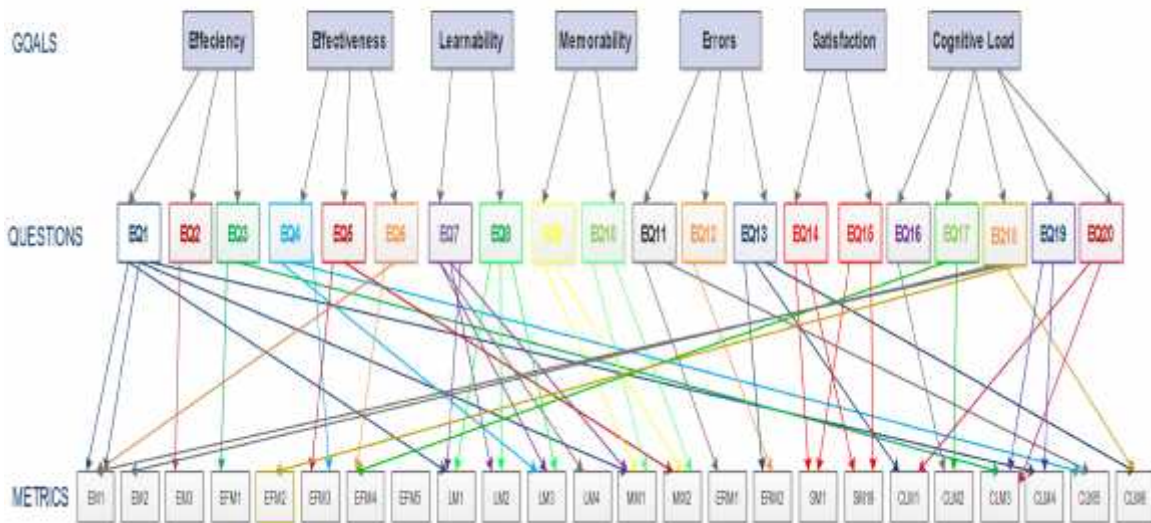 GOALS
Effeciency
Effectiveness
Learnability
Memorability
Errors
Satisfaction
Cognitive Load
QUESTIONS
EQ1
EQ2
EQ3
EQ4
EQ5
EQ6
EQ7
EQ8
EQ10
EQ11
EQ12
EQ13
EQ14
EQ15
EQ16
EQ17
EQ18
EQ19
EQ20
METRICS
EM1
EM2
EM3
EFM1
EFM2
EFM3
EFM4
EFM5
LM1
LM2
LM3
LM4
MM1
MM2
ERM1
ERM2
SM1
CLM1
CLM2
CLM3
CLM4
CLM5
CLM6